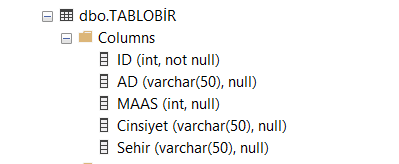 dbo.TABLOBİR
Columns
ID (int, not null)
AD (varchar(50), null)
MAAS (int, null)
Cinsiyet (varchar(50), null)
Sehir (varchar(50), null)